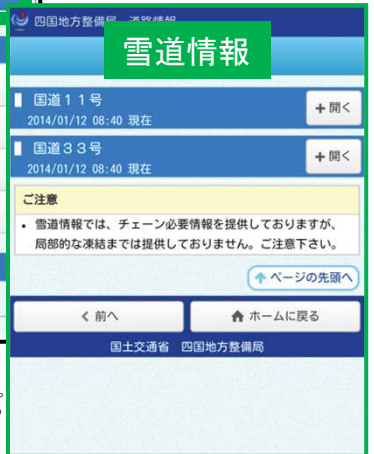 四国地方整備局 道路情報
雪道情報
国道１１号
2014/01/12 08:40 現在
＋開く
国道３３号
2014/01/12 08:40 現在
＋開く
ご注意
・ 雪道情報では、チェーン必要情報を提供しておりますが、
局部的な凍結までは提供しておりません。ご注意下さい。
ページの先頭へ
前へ
ホームに戻る
国土交通省 四国地方整備局